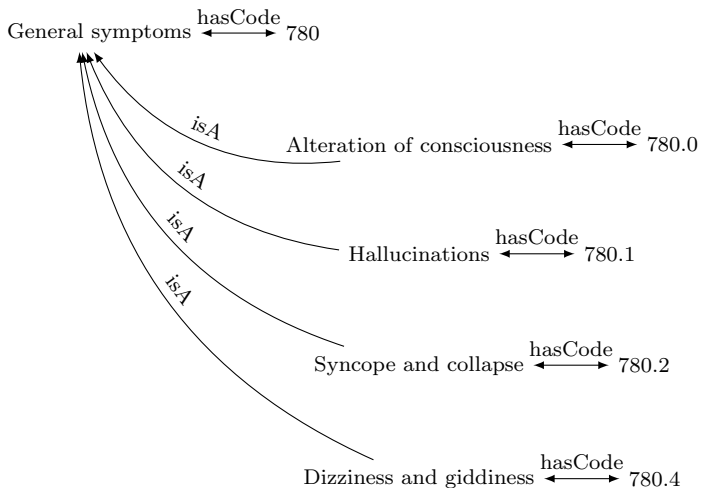 General symptoms hasCode 780
isA
Alteration of consciousness hasCode 780.0
isA
Hallucinations hasCode 780.1
isA
Syncope and collapse hasCode 780.2
isA
Dizziness and giddiness hasCode 780.4